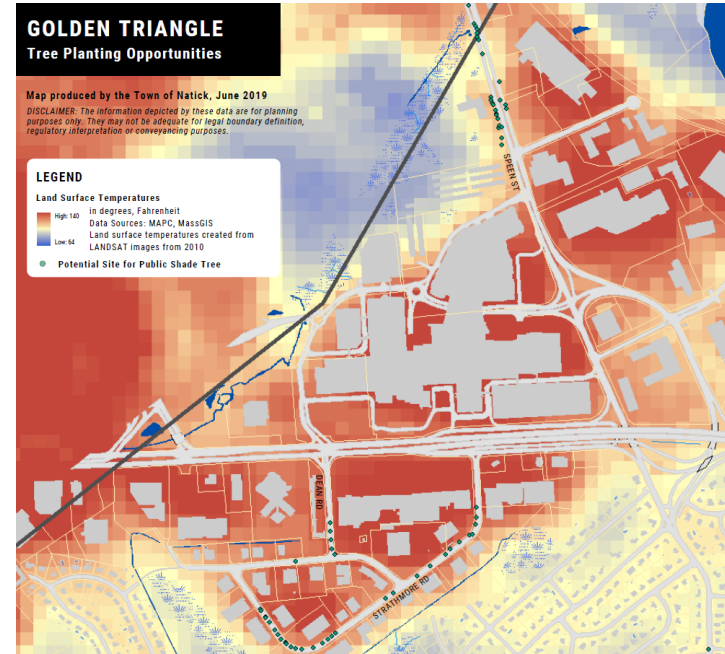 GOLDEN TRIANGLE
Tree Planting Opportunities
Map produced by the Town of Natick, June 2019
DISCLAIMER: The information depicted by these data are for planning
purposes only. They may not be adequate for legal boundary definition,
regulatory interpretation or conveyancing purposes.
LEGEND
Land Surface Temperatures
in degrees, Fahrenheit
High: 140
Data Sources: MAPC, MassGIS
Land surface temperatures created from
Low: 64
LANDSAT images from 2010
Potential Site for Public Shade Tree
SPEEN ST
DEAN RD
STRATHMORE RD